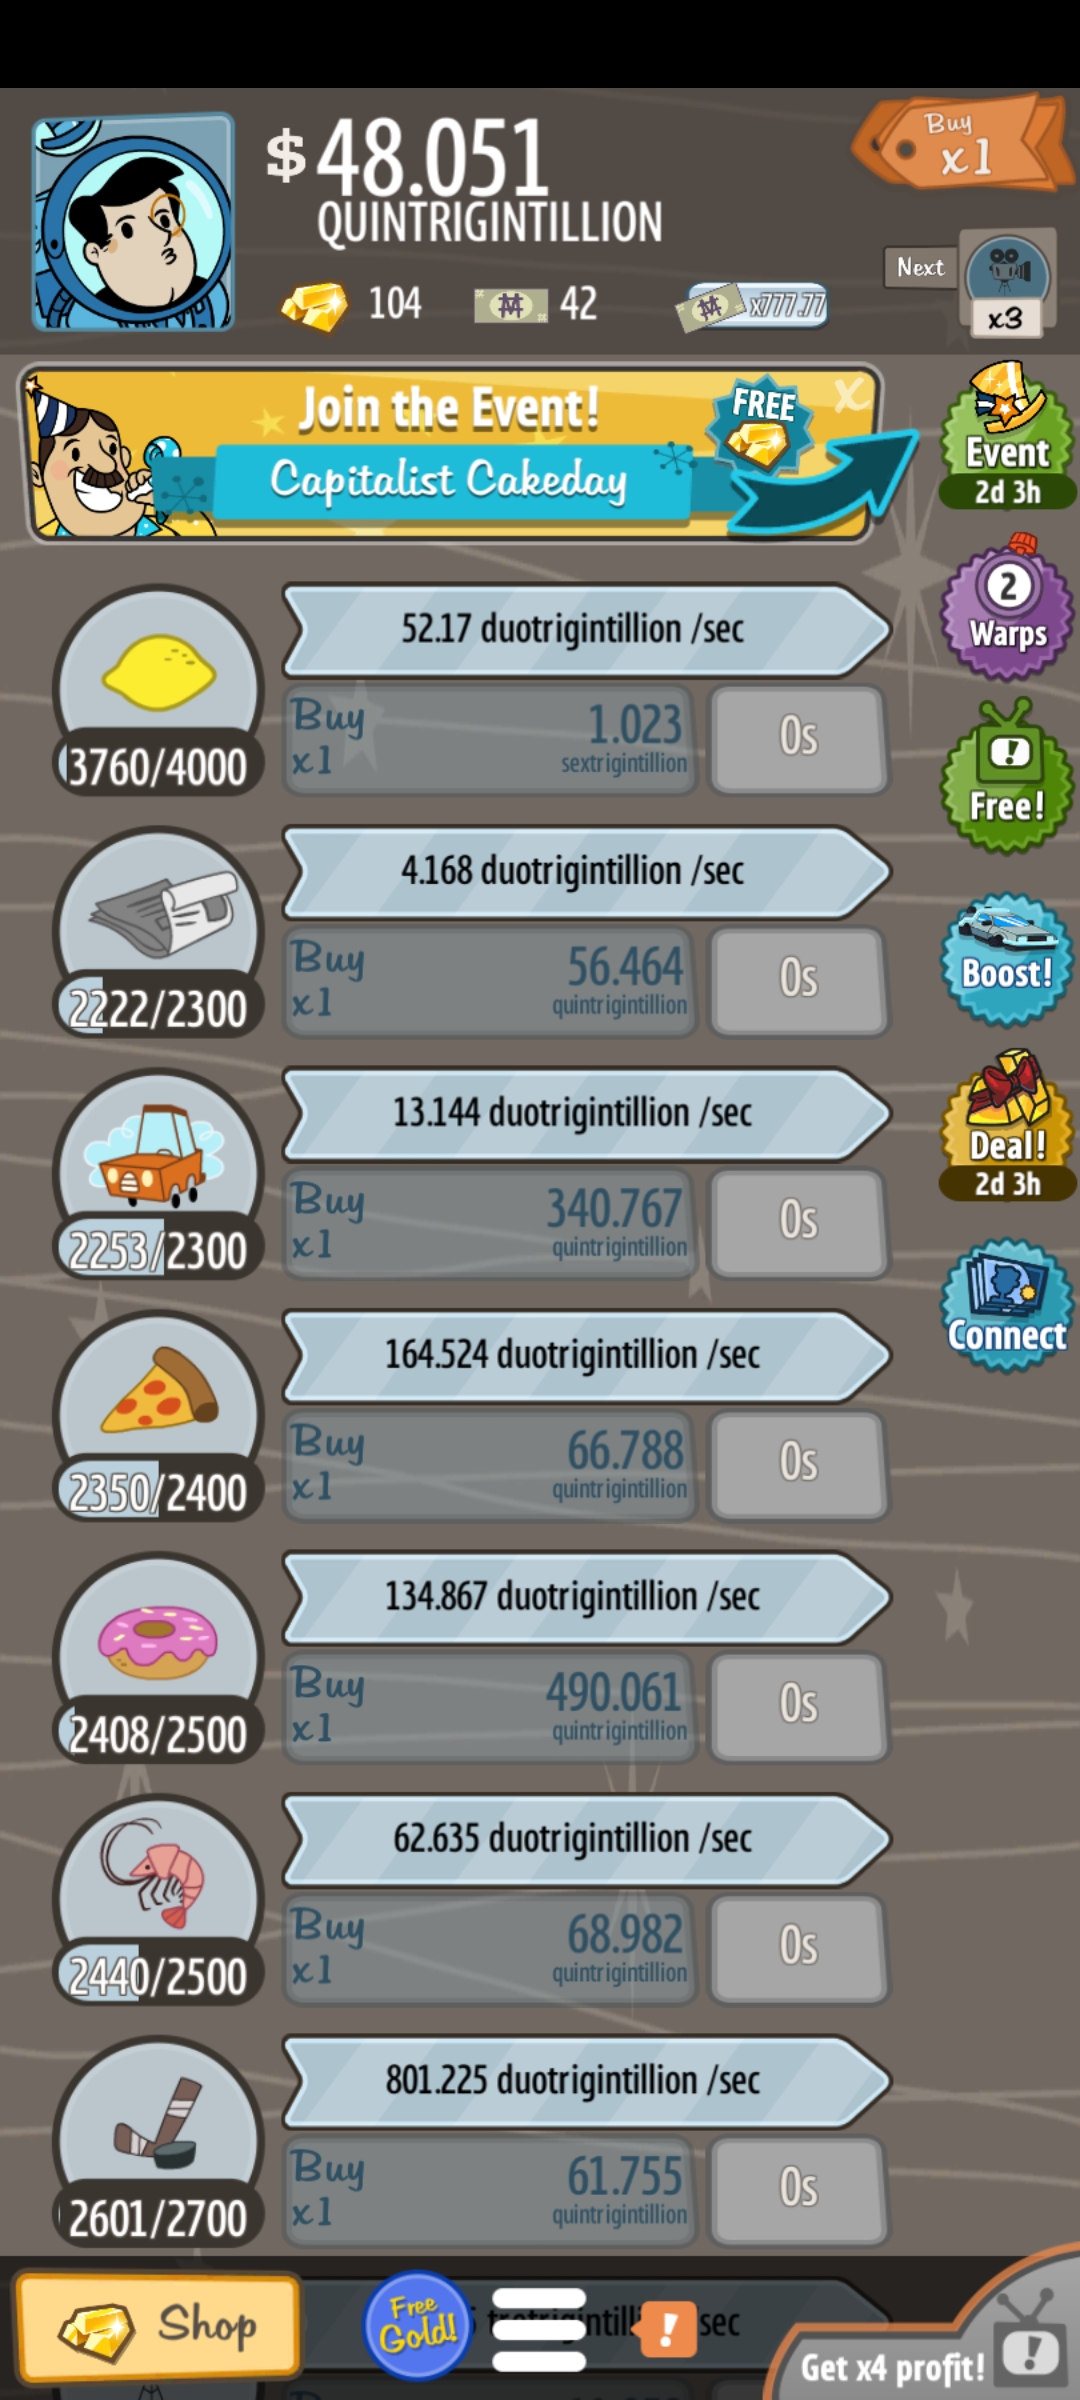 $48.051
QUINTRIGINTILLION
Buy
x1
104
42
x777.77
Next
x3
Join the Event!
FREE
x
Capitalist Cakeday
Event
2d 3h
52.17 duotrigintillion /sec
3760/4000
Buy
x1
1.023
sextrigintillion
0s
2
Warps
4.168 duotrigintillion /sec
2222/2300
Buy
x1
56.464
quintrigintillion
0s
!
Free!
Boost!
13.144 duotrigintillion /sec
2253/2300
Buy
x1
340.767
quintrigintillion
0s
Deal!
2d 3h
164.524 duotrigintillion /sec
2350/2400
Buy
x1
66.788
quintrigintillion
0s
Connect
134.867 duotrigintillion /sec
2408/2500
Buy
x1
490.061
quintrigintillion
0s
62.635 duotrigintillion /sec
2440/2500
Buy
x1
68.982
quintrigintillion
0s
801.225 duotrigintillion /sec
2601/2700
Buy
x1
61.755
quintrigintillion
0s
Shop
Free
Gold!
!
sec
Get x4 profit!
!